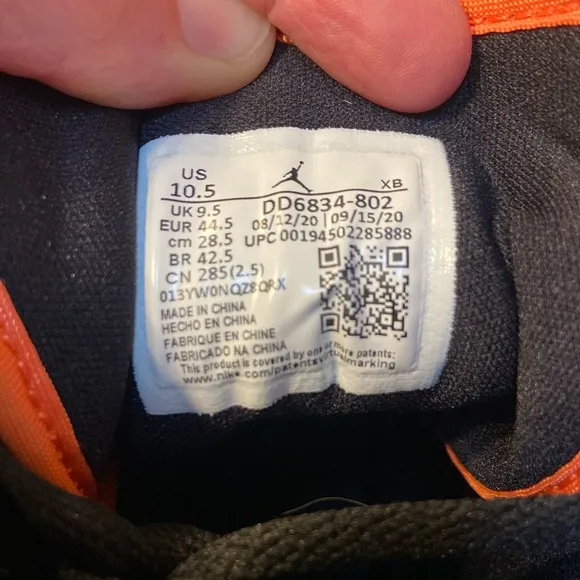 US
10.5
XB
UK 9.5
DD6834-802
EUR 44.5
08/12/20 | 09/15/20
cm 28.5
UPC 00194502285888
BR 42.5
CN 285(2.5)
013YW0NQZ8QRX
MADE IN CHINA
HECHO EN CHINA
FABRIQUE EN CHINE
FABRICADO NA CHINA
This product is covered by one of more patents:
www.nike.com/patentsvirtualmarking